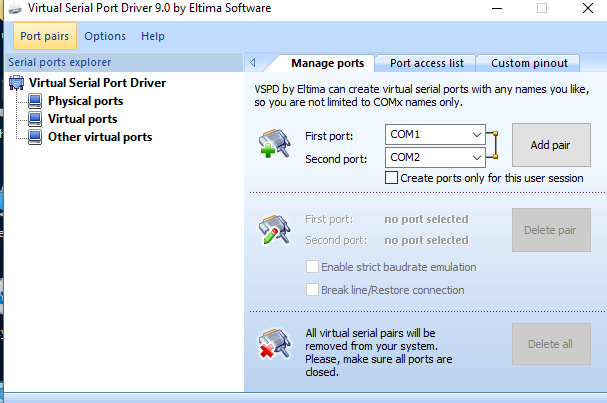 Virtual Serial Port Driver 9.0 by Eltima Software
Port pairs Options Help
Serial ports explorer
Virtual Serial Port Driver
Physical ports
Virtual ports
Other virtual ports
Manage ports Port access list Custom pinout
VSPD by Eltima can create virtual serial ports with any names you like,
so you are not limited to COMx names only.
First port: COM1
Second port: COM2
Add pair
Create ports only for this user session
First port: no port selected
Second port: no port selected
Delete pair
Enable strict baudrate emulation
Break line/Restore connection
All virtual serial pairs will be
removed from your system.
Please, make sure all ports are
closed.
Delete all